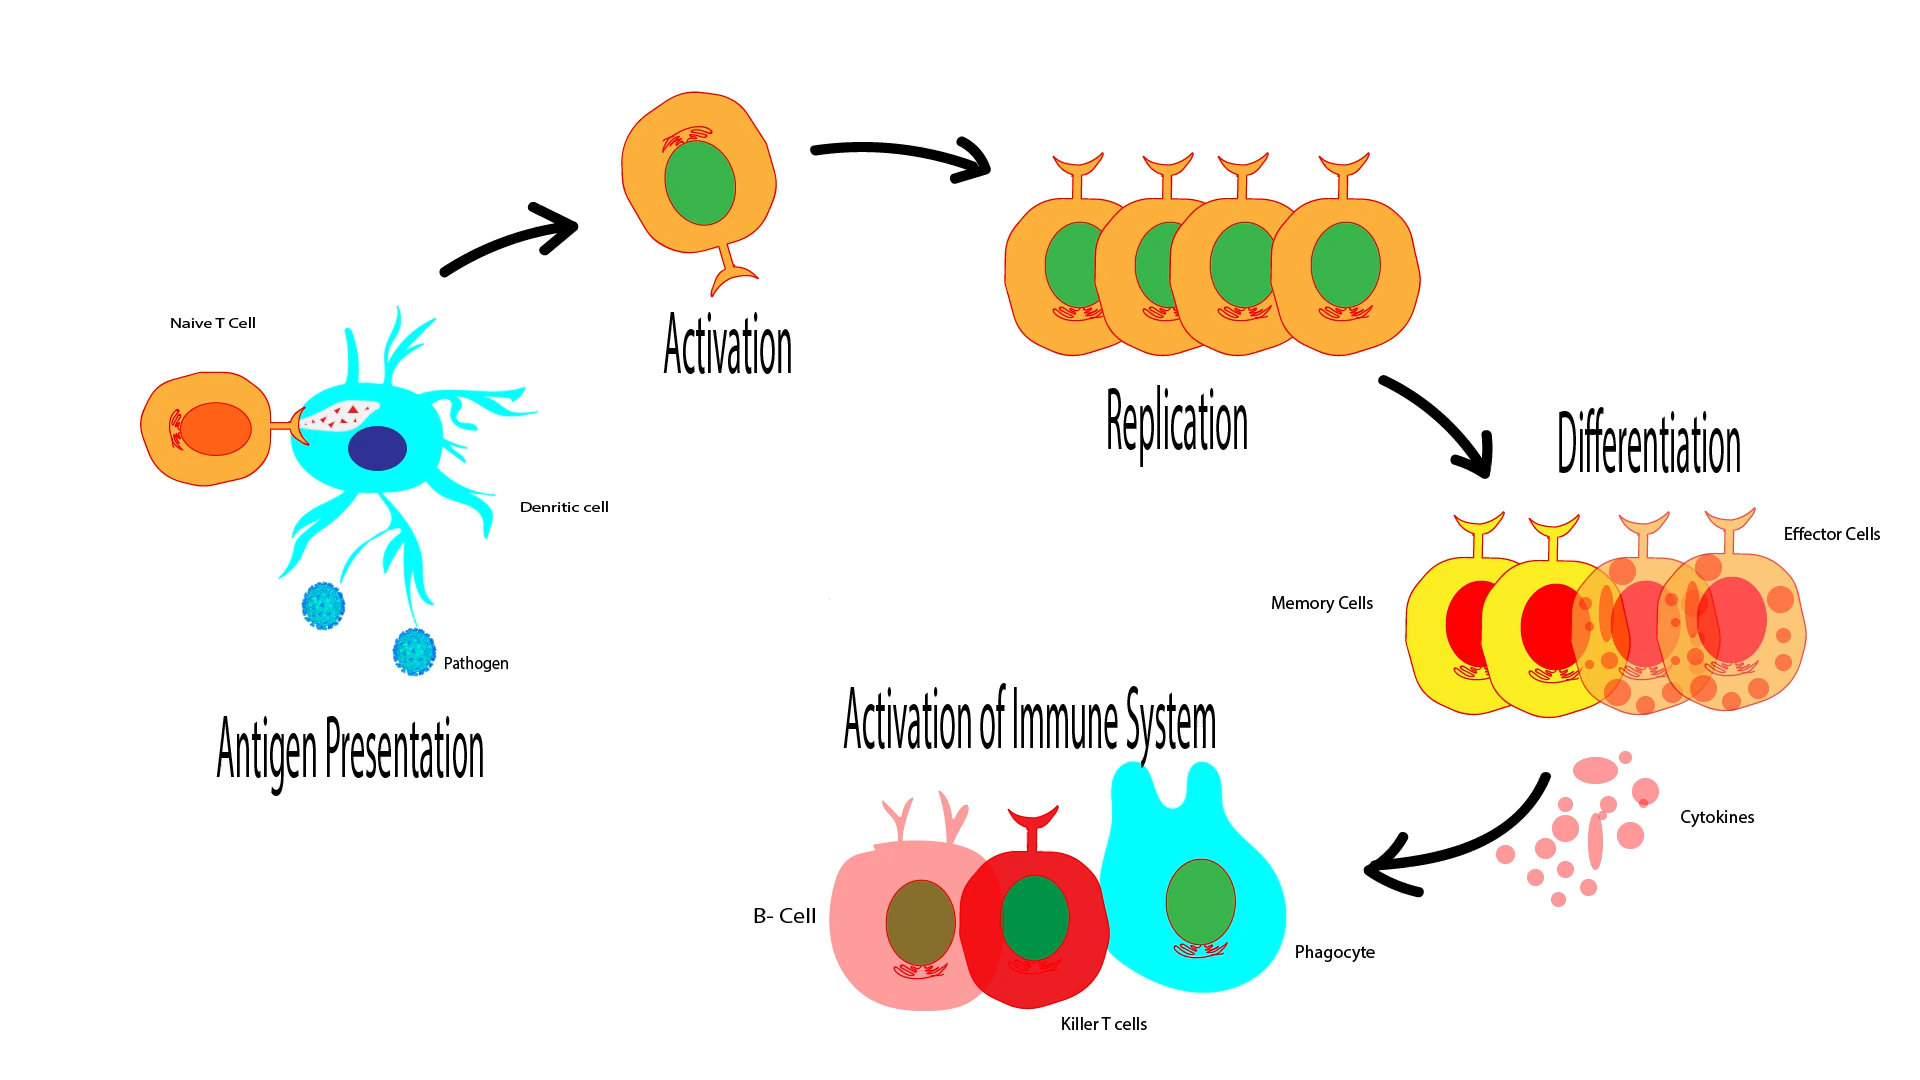 Naive T Cell
Denritic cell
Pathogen
Antigen Presentation
Activation
Replication
Differentiation
Effector Cells
Memory Cells
Cytokines
Activation of Immune System
B- Cell
Phagocyte
Killer T cells